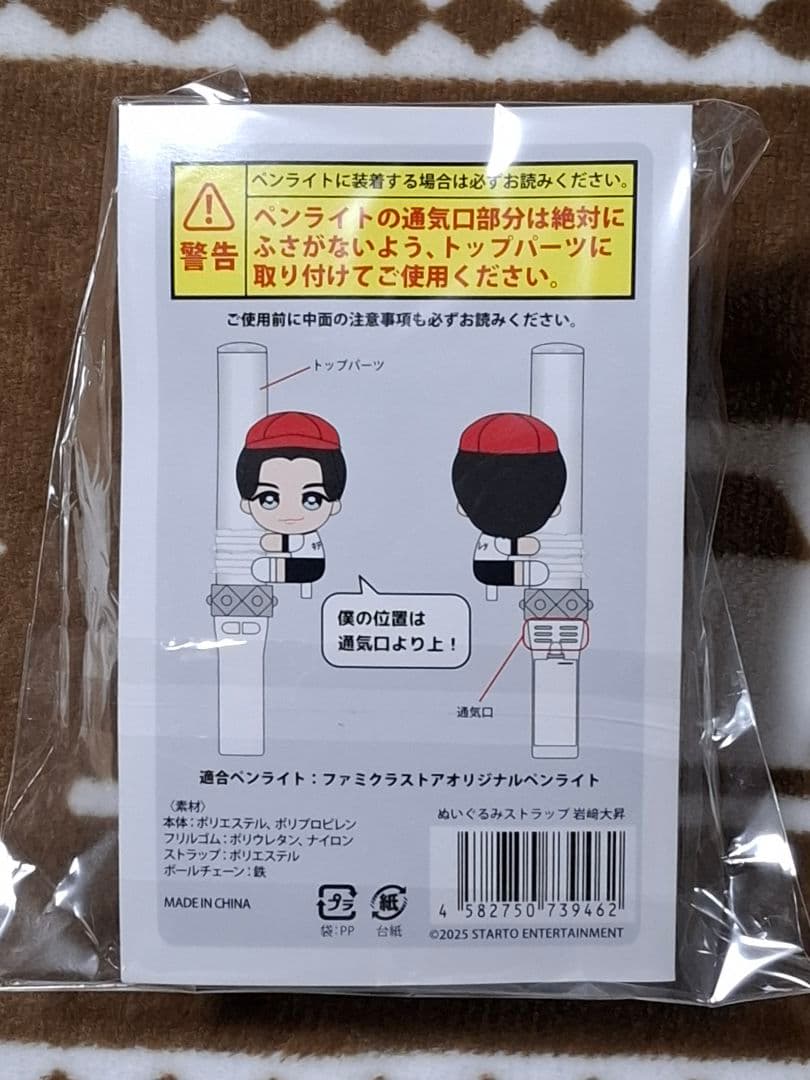 ペンライトに装着する場合は必ずお読みください。
警告
ペンライトの通気口部分は絶対に
ふさがないよう、トップパーツに
取り付けてご使用ください。
ご使用前に中面の注意事項も必ずお読みください。
トップパーツ
僕の位置は
通気口より上!
通気口
適合ペンライト:ファミクラストアオリジナルペンライト
〈素材〉
本体:ポリエステル、ポリプロピレン
フリルゴム:ポリウレタン、ナイロン
ストラップ:ポリエステル
ボールチェーン:鉄
MADE IN CHINA
プラ
袋:PP
紙
台紙
ぬいぐるみストラップ 岩﨑大昇
4 582750 739462
©2025 STARTO ENTERTAINMENT